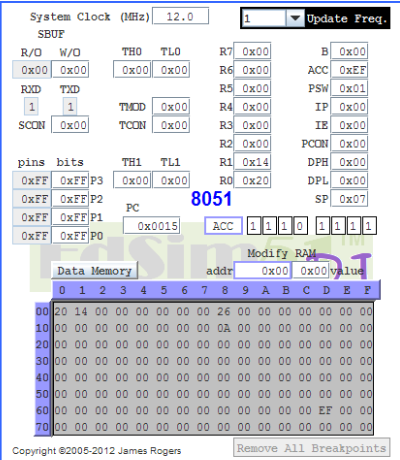 System Clock (MHz) 12.0 1 Update Freq.
SBUF
R/O W/O TH0 TL0 R7 0x00 B 0x00
0x00 0x00 0x00 0x00 R6 0x00 ACC 0xEF
RXD TXD R5 0x00 PSW 0x01
1 1 TMOD 0x00 R4 0x00 IP 0x00
SCON 0x00 TCON 0x00 R3 0x00 IE 0x00
R2 0x00 PCON 0x00
pins bits TH1 TL1 R1 0x14 DPH 0x00
0xFF 0xFF P3 0x00 0x00 R0 0x20 DPL 0x00
0xFF 0xFF P2 8051 SP 0x07
0xFF 0xFF P1 PC
0xFF 0xFF P0 0x0015 ACC 1 1 1 0 1 1 1 1
EdSim51 TM
Modify RAM
Data Memory addr 0x00 0x00 value
0 1 2 3 4 5 6 7 8 9 A B C D E F
00 20 14 00 00 00 00 00 00 26 00 00 00 00 00 00 00
10 00 00 00 00 00 00 00 00 0A 00 00 00 00 00 00 00
20 00 00 00 00 00 00 00 00 00 00 00 00 00 00 00 00
30 00 00 00 00 00 00 00 00 00 00 00 00 00 00 00 00
40 00 00 00 00 00 00 00 00 00 00 00 00 00 00 00 00
50 00 00 00 00 00 00 00 00 00 00 00 00 00 00 00 00
60 00 00 00 00 00 00 00 00 00 00 00 00 00 EF 00 00
70 00 00 00 00 00 00 00 00 00 00 00 00 00 00 00 00
Copyright ©2005-2012 James Rogers Remove All Breakpoints